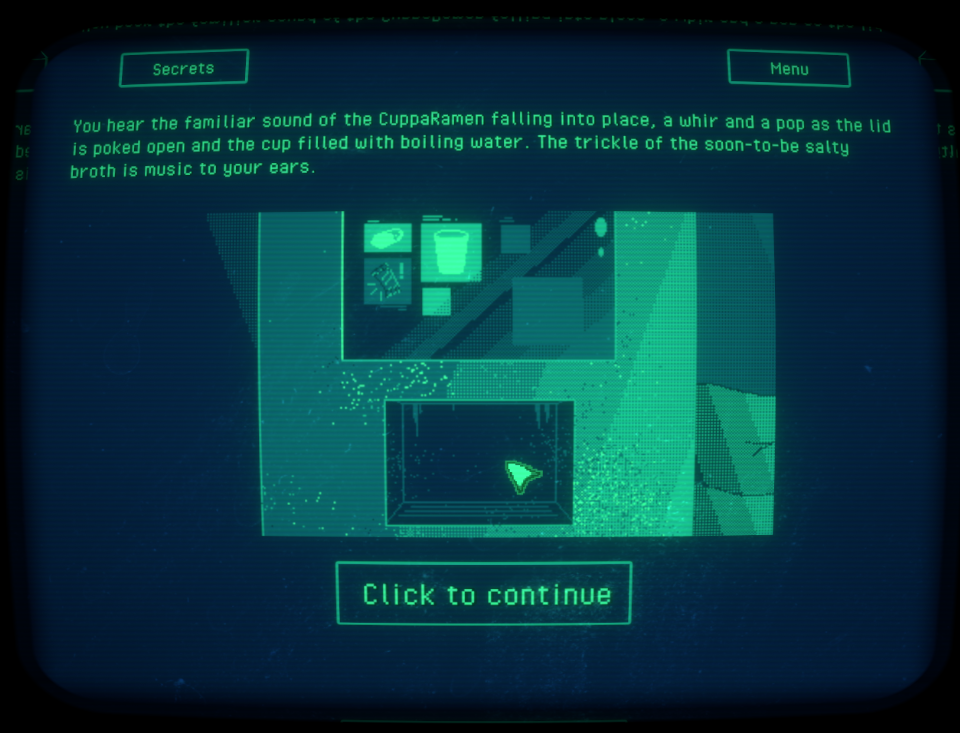 Secrets
Menu
You hear the familiar sound of the CuppaRamen falling into place, a whir and a pop as the lid
is poked open and the cup filled with boiling water. The trickle of the soon-to-be salty
broth is music to your ears.
Click to continue